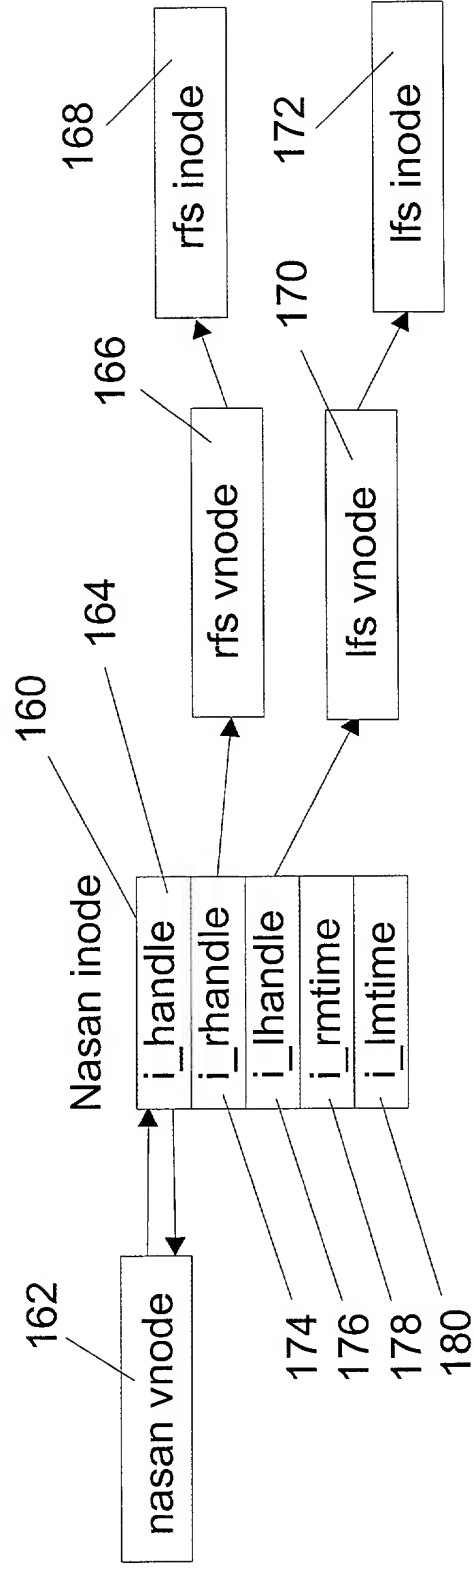 162
nasan vnode
160
Nasan inode
164
i_handle
i_rhandle
i_lhandle
i_rmtime
i_lmtime
174
176
178
180
166
rfs vnode
168
rfs inode
170
lfs vnode
172
lfs inode